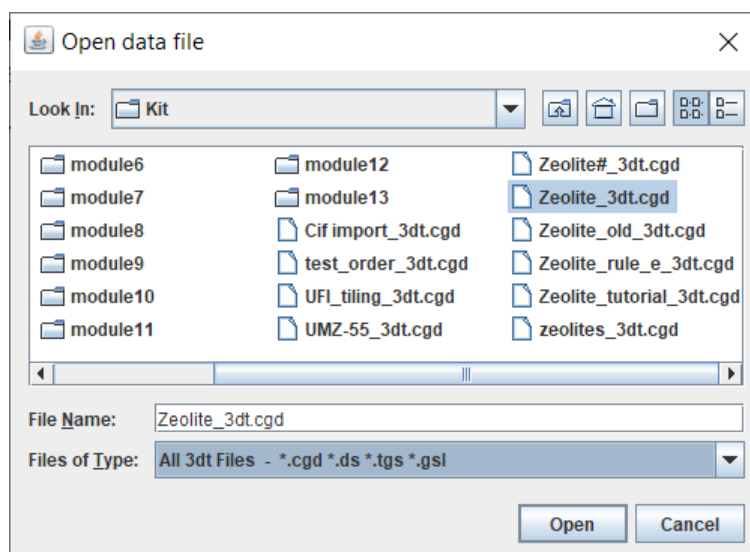 Open data file
Look In: Kit
module6 module12 Zeolite#_3dt.cgd
module7 module13 Zeolite_3dt.cgd
module8 Cif import_3dt.cgd Zeolite_old_3dt.cgd
module9 test_order_3dt.cgd Zeolite_rule_e_3dt.cgd
module10 UFI_tiling_3dt.cgd Zeolite_tutorial_3dt.cgd
module11 UMZ-55_3dt.cgd zeolites_3dt.cgd
File Name: Zeolite_3dt.cgd
Files of Type: All 3dt Files - *.cgd *.ds *.tgs *.gsl
Open Cancel